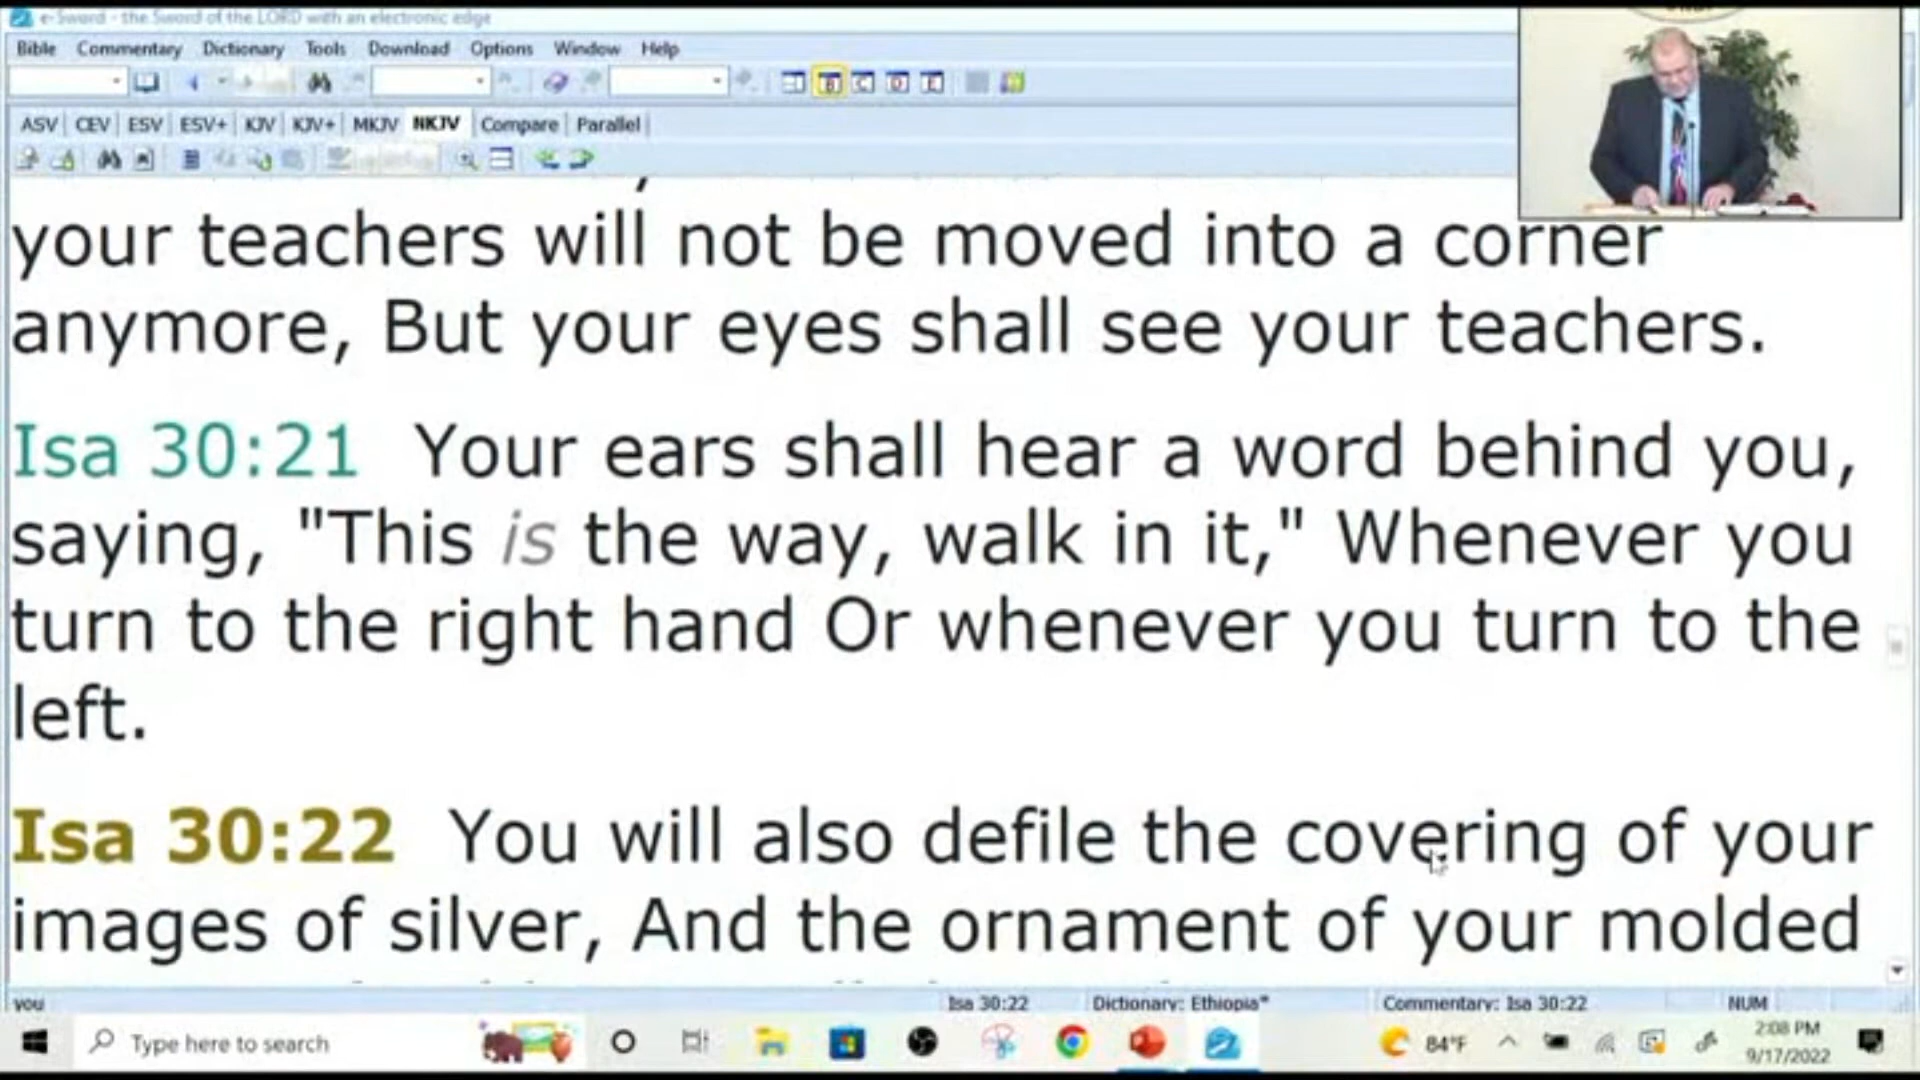 e-Sword - the Sword of the LORD with an electronic edge
Bible Commentary Dictionary Tools Download Options Window Help
ASV CEV ESV ESV+ KJV KJV+ MKJV NKJV Compare Parallel
your teachers will not be moved into a corner
anymore, But your eyes shall see your teachers.
Isa 30:21 Your ears shall hear a word behind you,
saying, "This is the way, walk in it," Whenever you
turn to the right hand Or whenever you turn to the
left.
Isa 30:22 You will also defile the covering of your
images of silver, And the ornament of your molded
you Isa 30:22 Dictionary: Ethiopia* Commentary: Isa 30:22 NUM
Type here to search 84°F 2:08 PM
9/17/2022